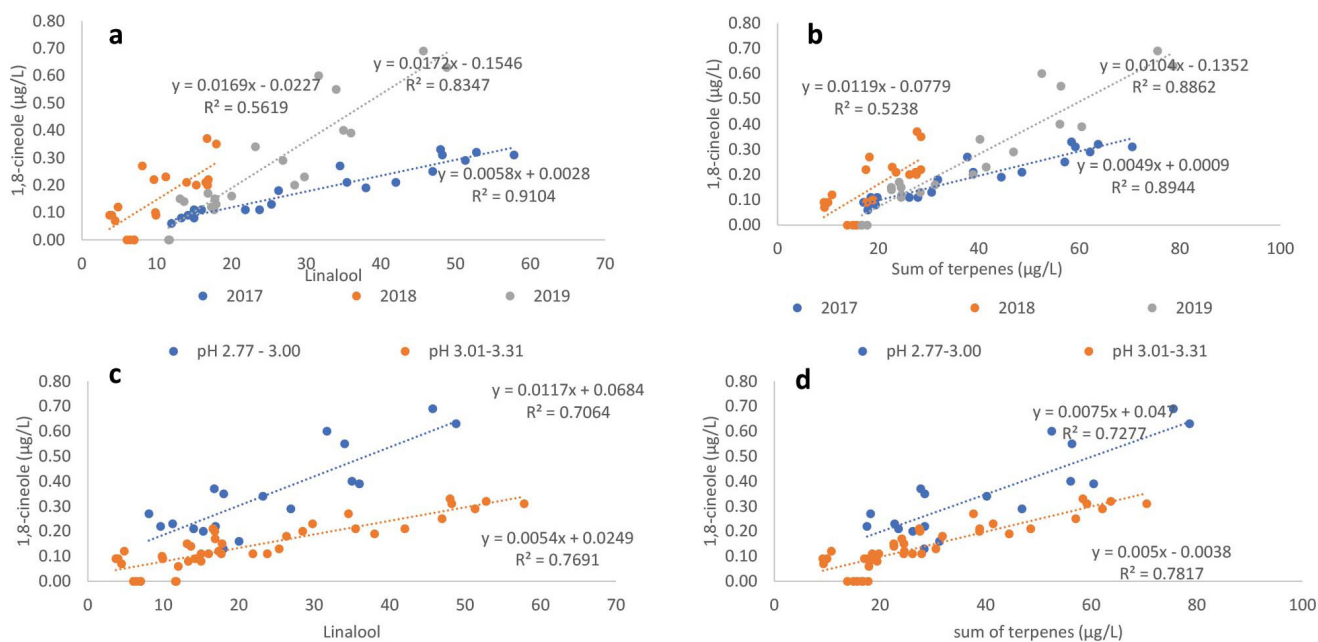 a
1,8-cineole (µg/L)
0.80
0.70
0.60
0.50
0.40
0.30
0.20
0.10
0.00
y = 0.0169x - 0.0227
R² = 0.5619
y = 0.0172x - 0.1546
R² = 0.8347
y = 0.0058x + 0.0028
R² = 0.9104
0 10 20 30 40 50 60 70
Linalool
2017 2018 2019
b
1,8-cineole (µg/L)
0.80
0.70
0.60
0.50
0.40
0.30
0.20
0.10
0.00
y = 0.0119x - 0.0779
R² = 0.5238
y = 0.0104x - 0.1352
R² = 0.8862
y = 0.0049x + 0.0009
R² = 0.8944
0 20 40 60 80 100
Sum of terpenes (µg/L)
2017 2018 2019
pH 2.77 - 3.00 pH 3.01-3.31
c
1,8-cineole (µg/L)
0.80
0.70
0.60
0.50
0.40
0.30
0.20
0.10
0.00
y = 0.0117x + 0.0684
R² = 0.7064
y = 0.0054x + 0.0249
R² = 0.7691
0 10 20 30 40 50 60 70
Linalool
pH 2.77-3.00 pH 3.01-3.31
d
1,8-cineole (µg/L)
0.80
0.70
0.60
0.50
0.40
0.30
0.20
0.10
0.00
y = 0.0075x + 0.047
R² = 0.7277
y = 0.005x - 0.0038
R² = 0.7817
0 20 40 60 80 100
sum of terpenes (µg/L)